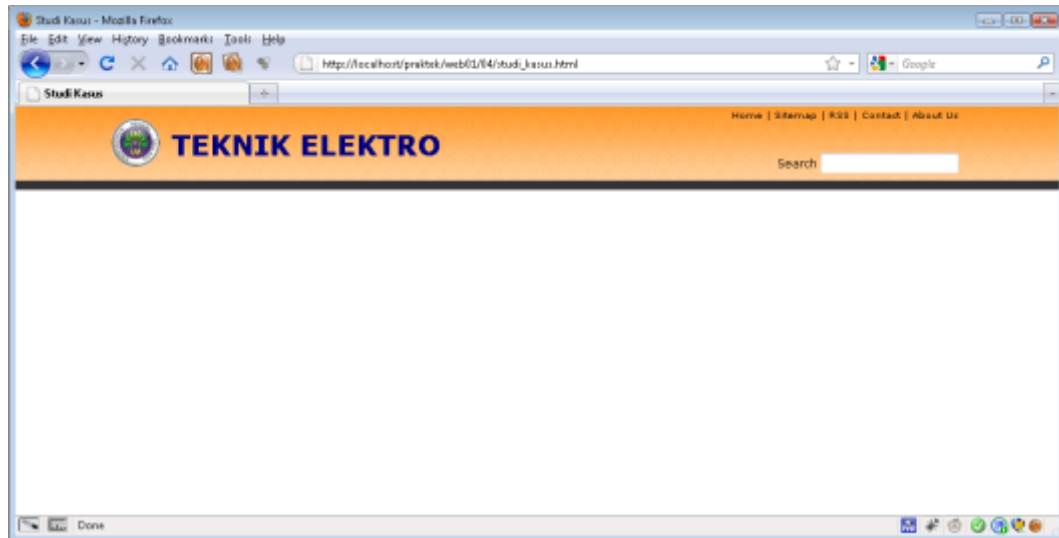 Studi Kasus - Mozilla Firefox
File Edit View History Bookmarks Tools Help
http://localhost/praktek/web01/04/studi_kasus.html
Google
Studi Kasus
Home | Sitemap | RSS | Contact | About Us
TEKNIK ELEKTRO
Search
Done